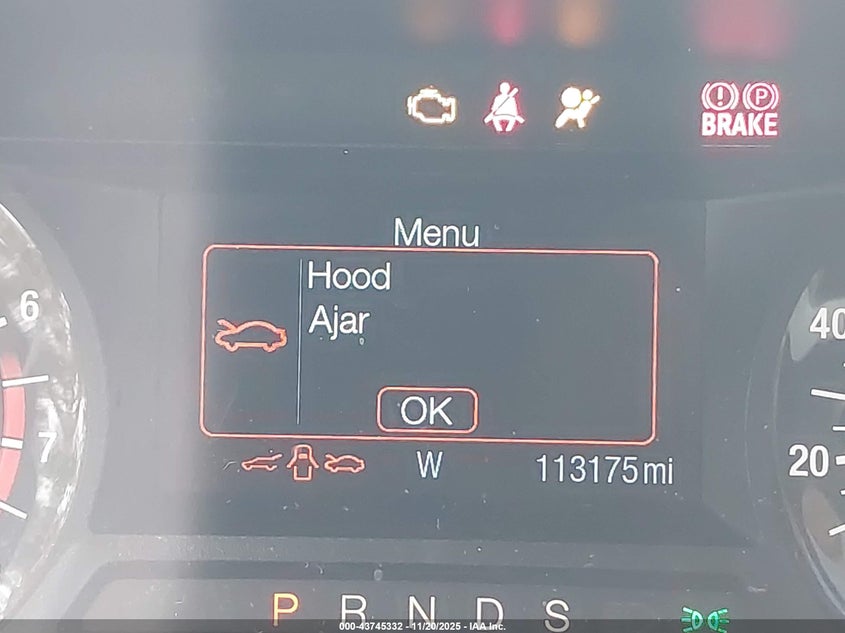 (!) (P)
BRAKE
Menu
Hood
Ajar
OK
W 113175mi
6
7
40
20
P R N D S
000-43745332 - 11/20/2025 - IAA Inc.